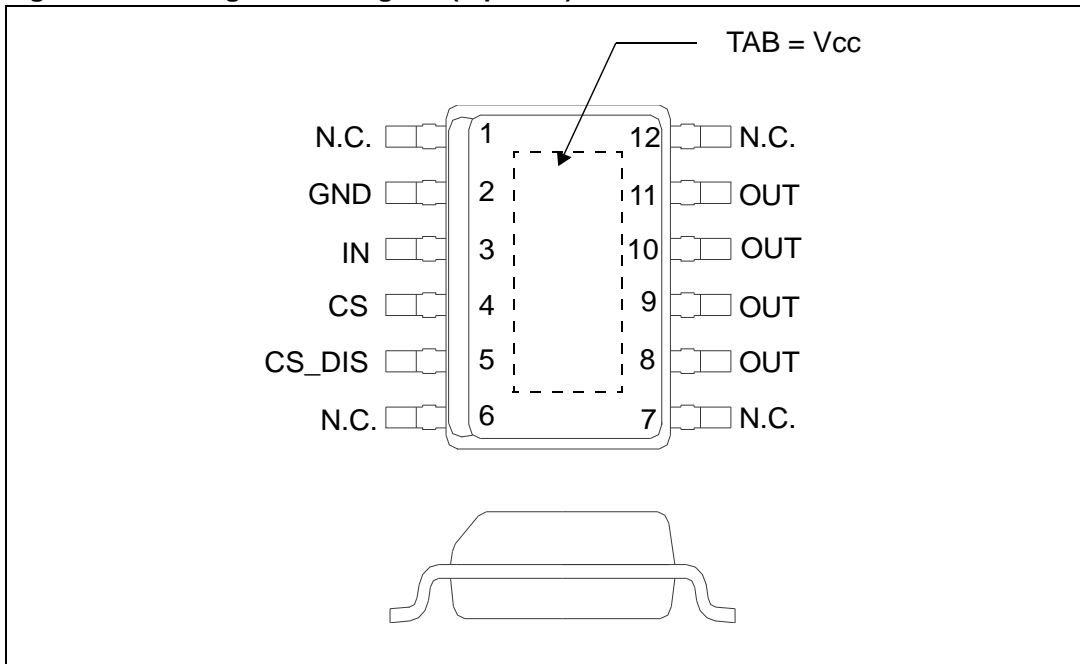 TAB = Vcc
N.C. 1 12 N.C.
GND 2 11 OUT
IN 3 10 OUT
CS 4 9 OUT
CS_DIS 5 8 OUT
N.C. 6 7 N.C.